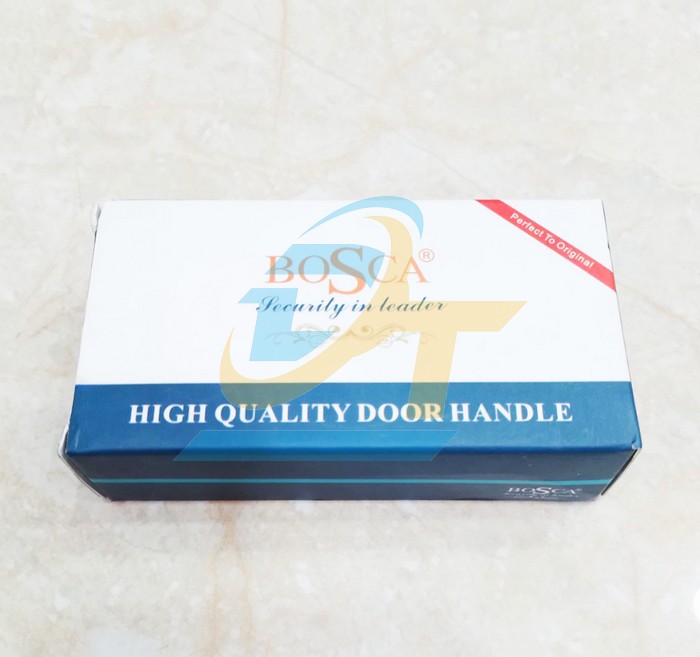 Perfect To Original
BOSCA®
Security in leader
HIGH QUALITY DOOR HANDLE
BOSCA®